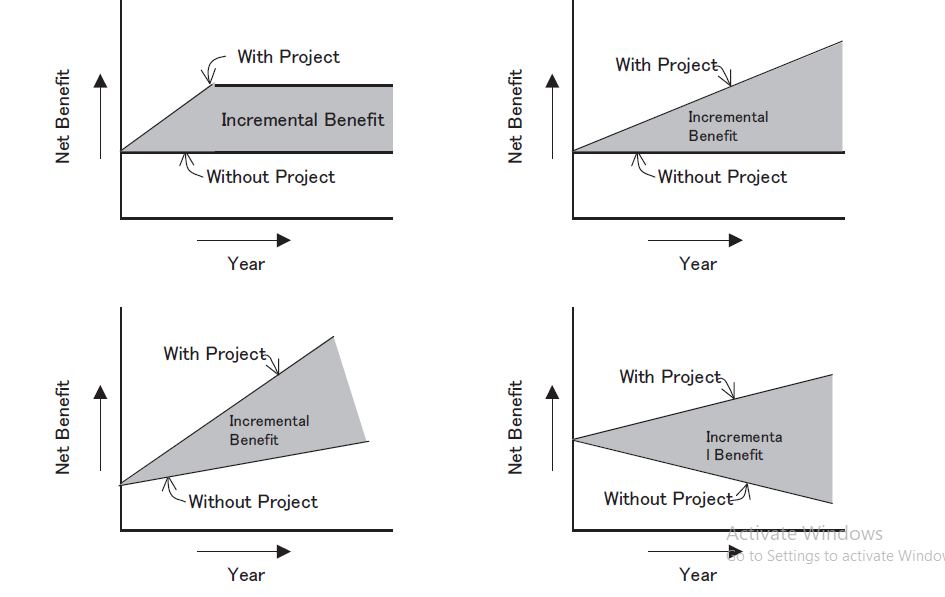 With Project
Net Benefit
Incremental Benefit
Without Project
Year
With Project
Net Benefit
Incremental
Benefit
Without Project
Year
With Project
Net Benefit
Incremental
Benefit
Without Project
Year
With Project
Net Benefit
Incrementa
l Benefit
Without Project
Year
Activate Windows
Go to Settings to activate Window